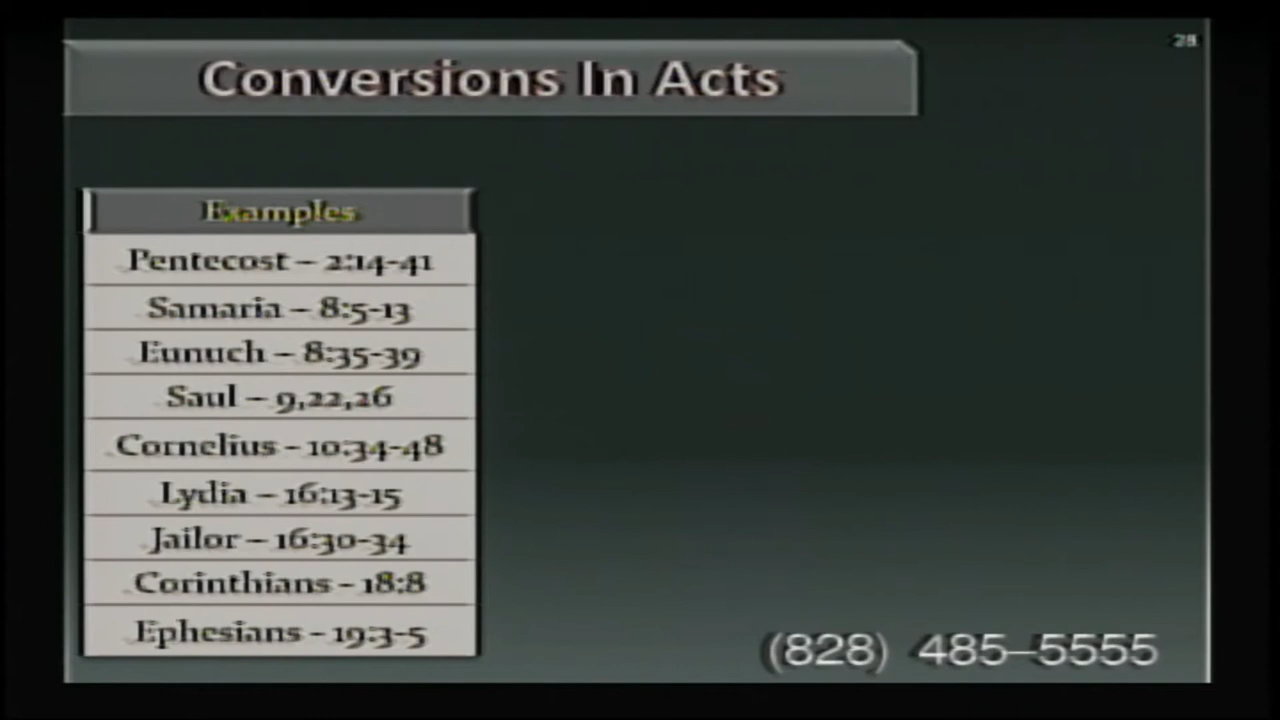 28
Conversions In Acts
Examples
Pentecost – 2:14-41
Samaria – 8:5-13
Eunuch – 8:35-39
Saul – 9,22,26
Cornelius - 10:34-48
Lydia – 16:13-15
Jailor – 16:30-34
Corinthians - 18:8
Ephesians - 19:3-5
(828) 485–5555